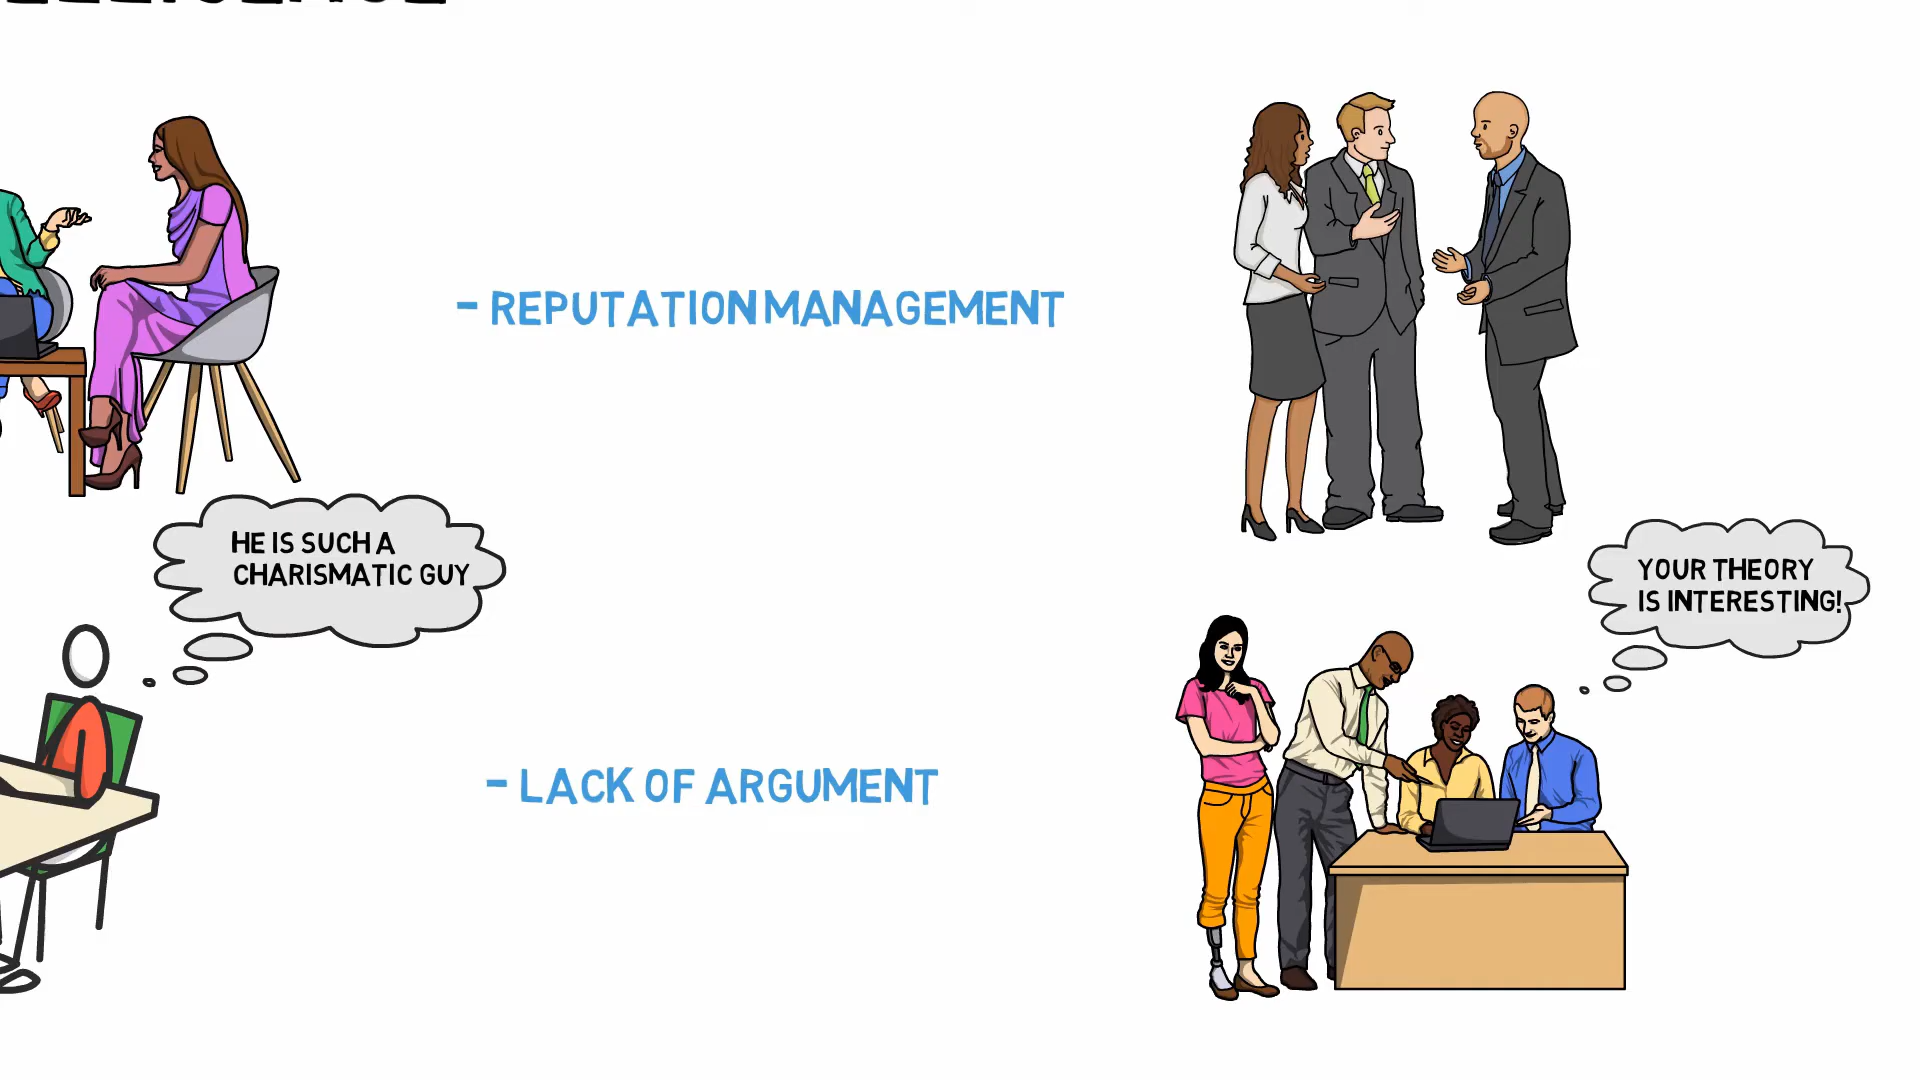 - REPUTATION MANAGEMENT
HE IS SUCH A
CHARISMATIC GUY
YOUR THEORY
IS INTERESTING!
- LACK OF ARGUMENT